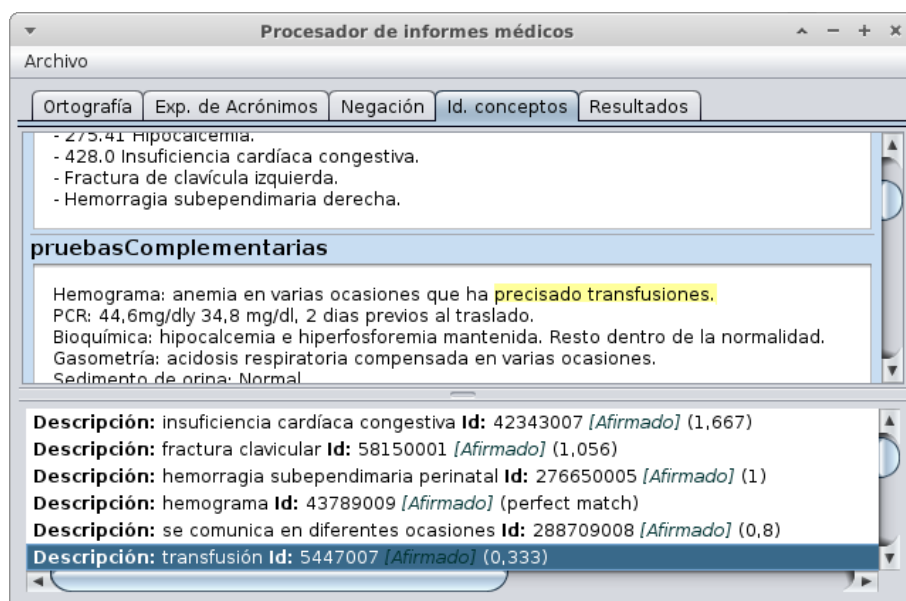 Procesador de informes médicos
Archivo
Ortografía Exp. de Acrónimos Negación Id. conceptos Resultados
- 275.41 Hipocalcemia.
- 428.0 Insuficiencia cardíaca congestiva.
- Fractura de clavícula izquierda.
- Hemorragia subependimaria derecha.
pruebasComplementarias
Hemograma: anemia en varias ocasiones que ha precisado transfusiones.
PCR: 44,6mg/dly 34,8 mg/dl, 2 dias previos al traslado.
Bioquímica: hipocalcemia e hiperfosforemia mantenida. Resto dentro de la normalidad.
Gasometría: acidosis respiratoria compensada en varias ocasiones.
Sedimento de orina: Normal
Descripción: insuficiencia cardíaca congestiva Id: 42343007 [Afirmado] (1,667)
Descripción: fractura clavicular Id: 58150001 [Afirmado] (1,056)
Descripción: hemorragia subependimaria perinatal Id: 276650005 [Afirmado] (1)
Descripción: hemograma Id: 43789009 [Afirmado] (perfect match)
Descripción: se comunica en diferentes ocasiones Id: 288709008 [Afirmado] (0,8)
Descripción: transfusión Id: 5447007 [Afirmado] (0,333)